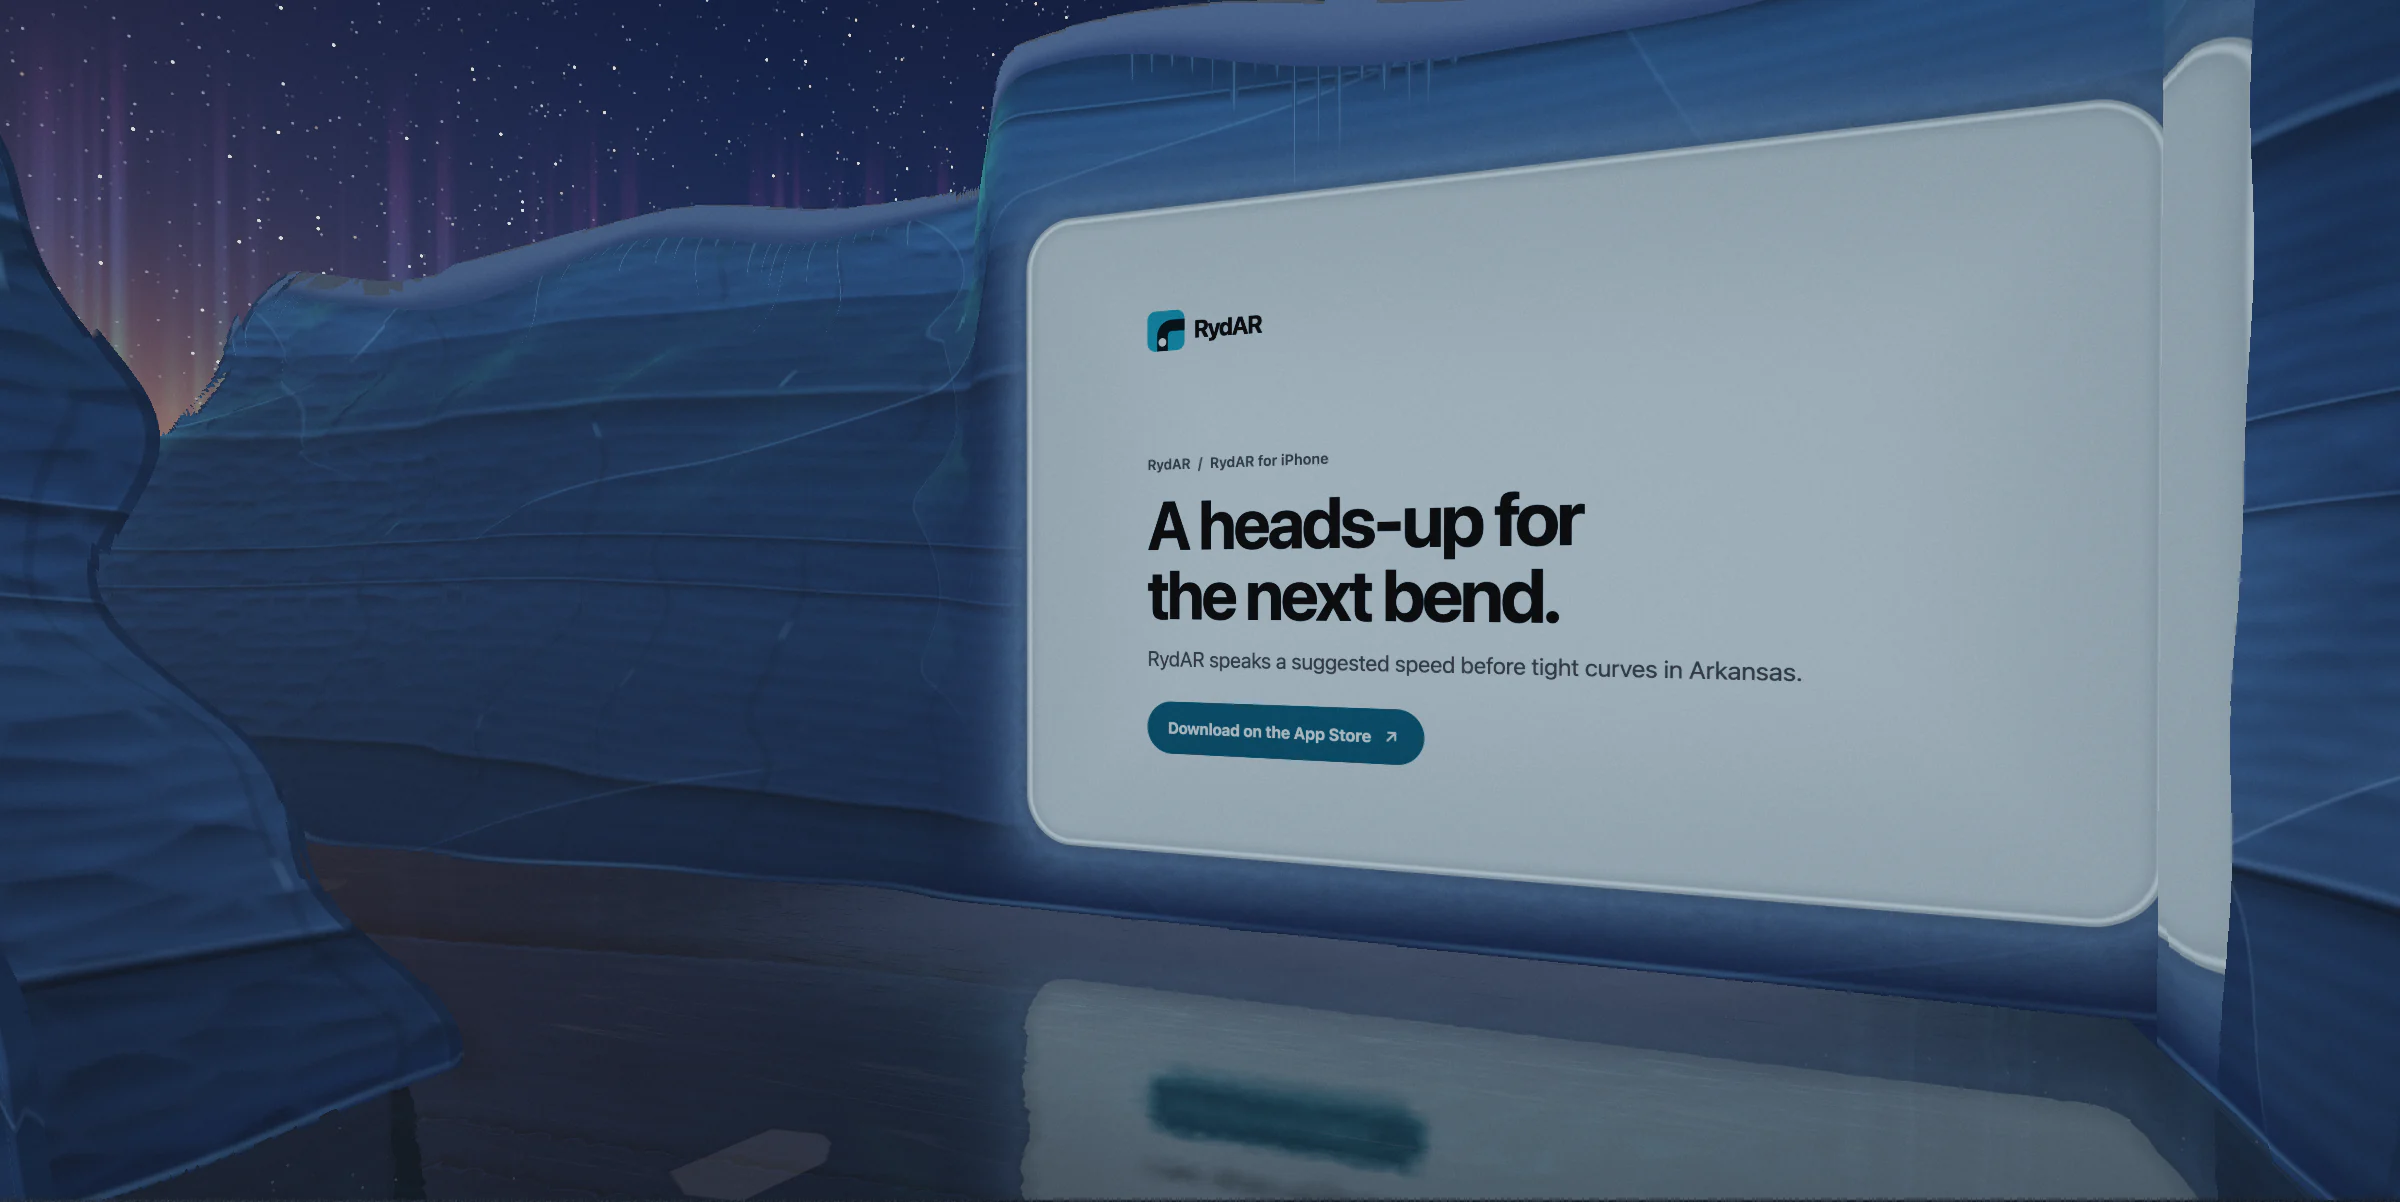 RydAR
RydAR / RydAR for iPhone
A heads-up for
the next bend.
RydAR speaks a suggested speed before tight curves in Arkansas.
Download on the App Store ↗